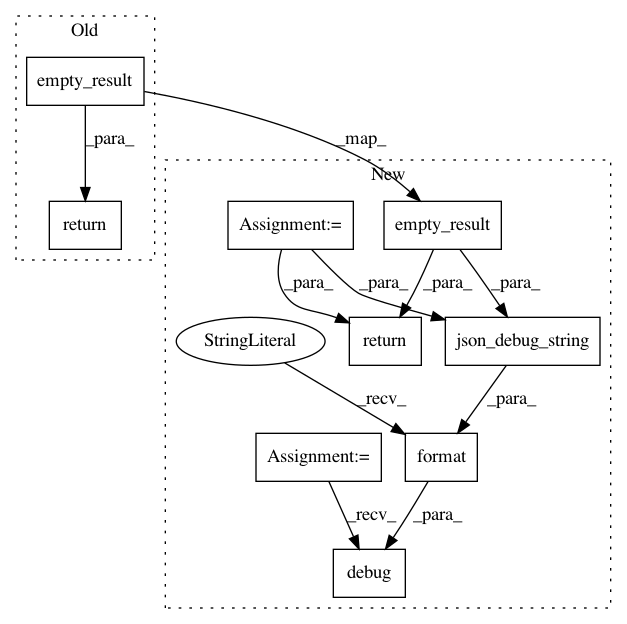 Old
empty_result
_para_
_map_
return
New
Assignment:=
empty_result
_para_
_para_
_para_
_para_
StringLiteral
return
json_debug_string
_recv_
_para_
Assignment:=
format
_recv_
_para_
debug